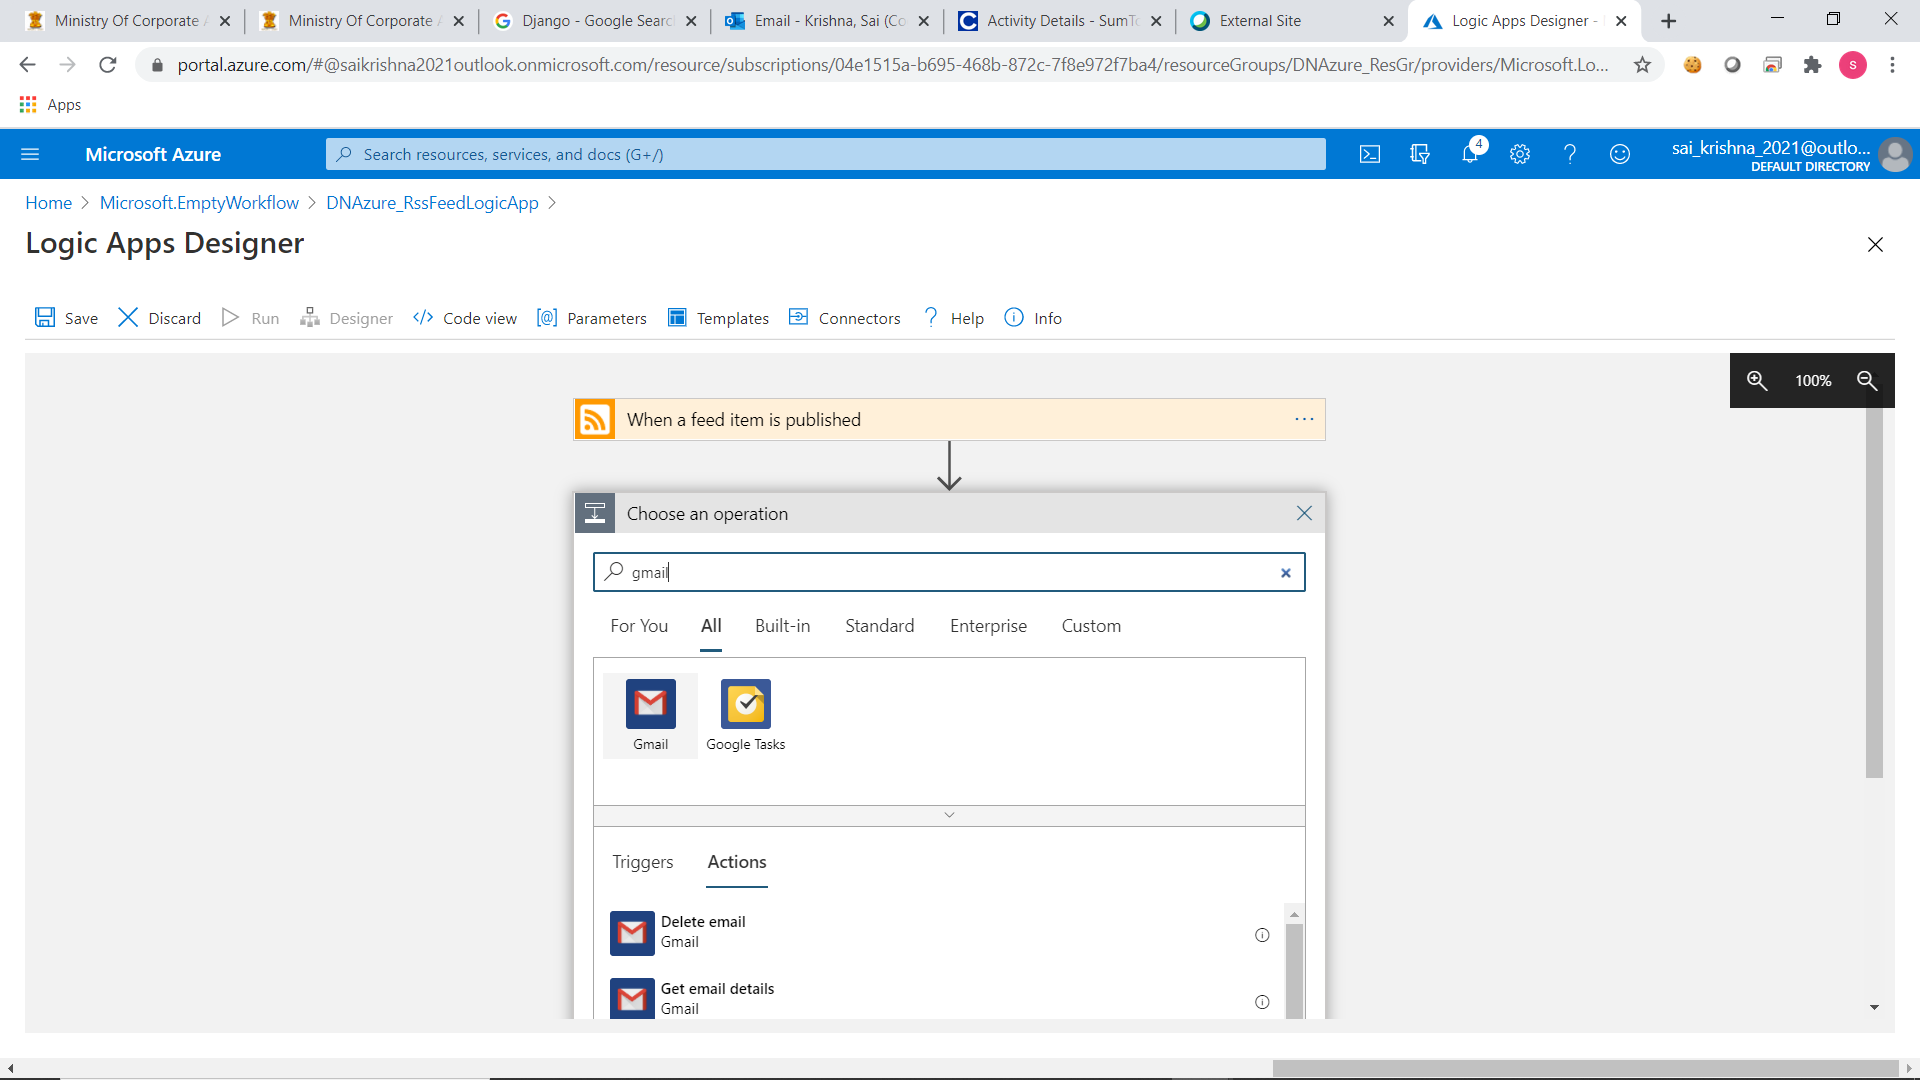 Ministry Of Corporate A
Ministry Of Corporate A
Django - Google Search
Email - Krishna, Sai (Co
Activity Details - SumTo
External Site
Logic Apps Designer -
portal.azure.com/#@saikrishna2021outlook.onmicrosoft.com/resource/subscriptions/04e1515a-b695-468b-872c-7f8e972f7ba4/resourceGroups/DNAzure_ResGr/providers/Microsoft.Lo...
S
Apps
Microsoft Azure
Search resources, services, and docs (G+/)
4
sai_krishna_2021@outlo...
DEFAULT DIRECTORY
Home > Microsoft.EmptyWorkflow > DNAzure_RssFeedLogicApp >
Logic Apps Designer
Save
Discard
Run
Designer
Code view
Parameters
Templates
Connectors
Help
Info
100%
When a feed item is published
Choose an operation
gmail
For You
All
Built-in
Standard
Enterprise
Custom
Gmail
Google Tasks
Triggers
Actions
Delete email
Gmail
Get email details
Gmail